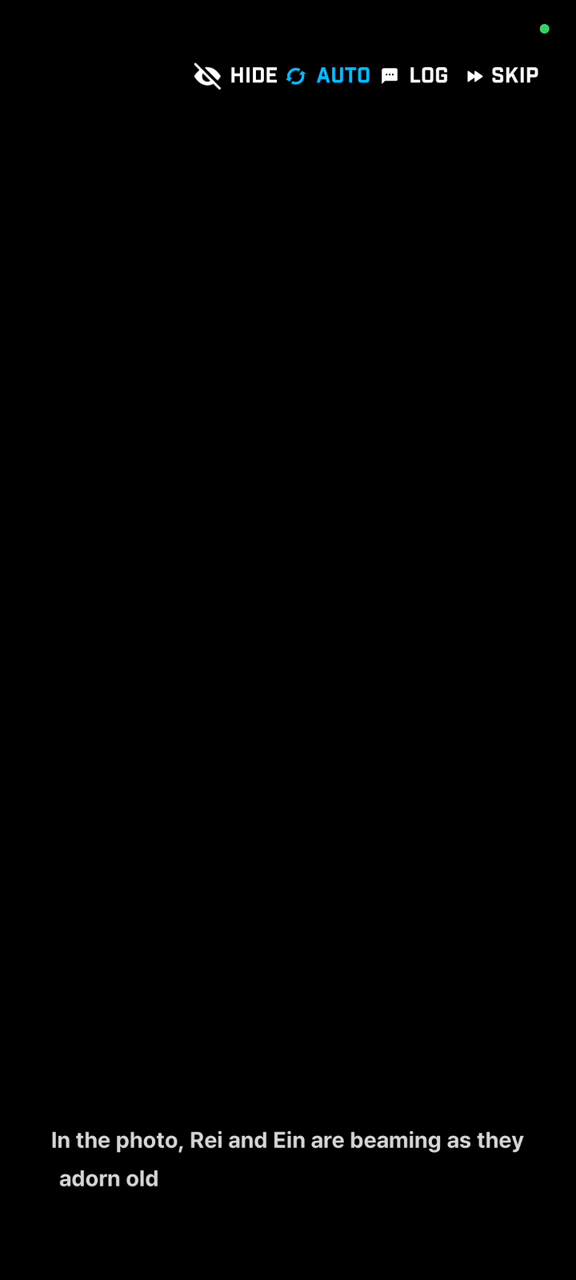 HIDE AUTO LOG SKIP
In the photo, Rei and Ein are beaming as they
adorn old